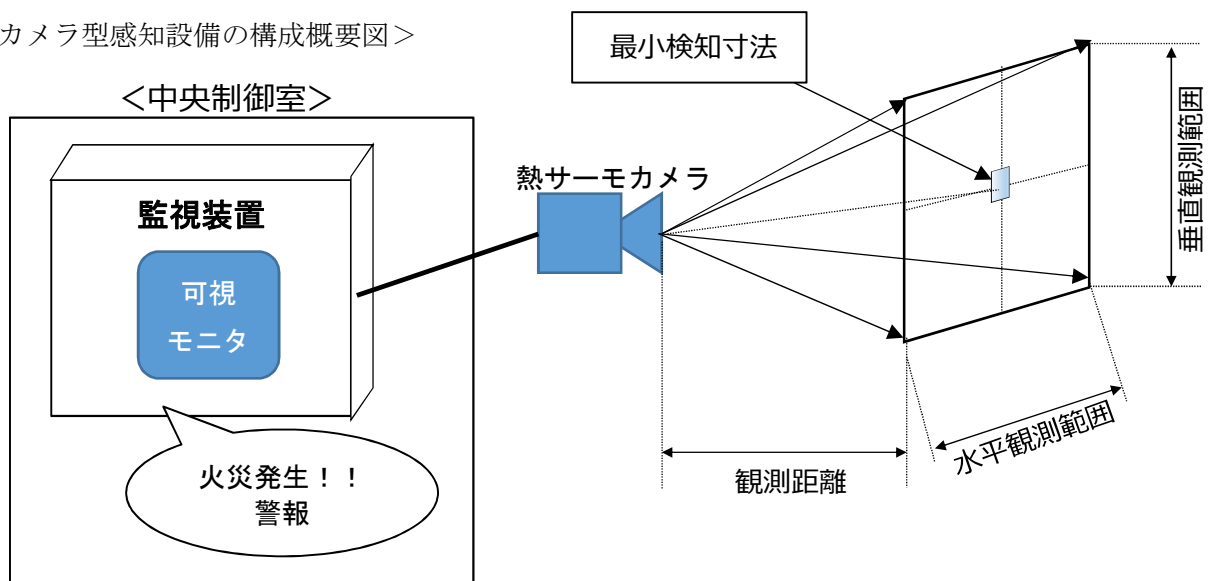 カメラ型感知設備の構成概要図＞
最小検知寸法
＜中央制御室＞
熱サーモカメラ
監視装置
可視
モニタ
垂直観測範囲
水平観測範囲
観測距離
火災発生！！
警報